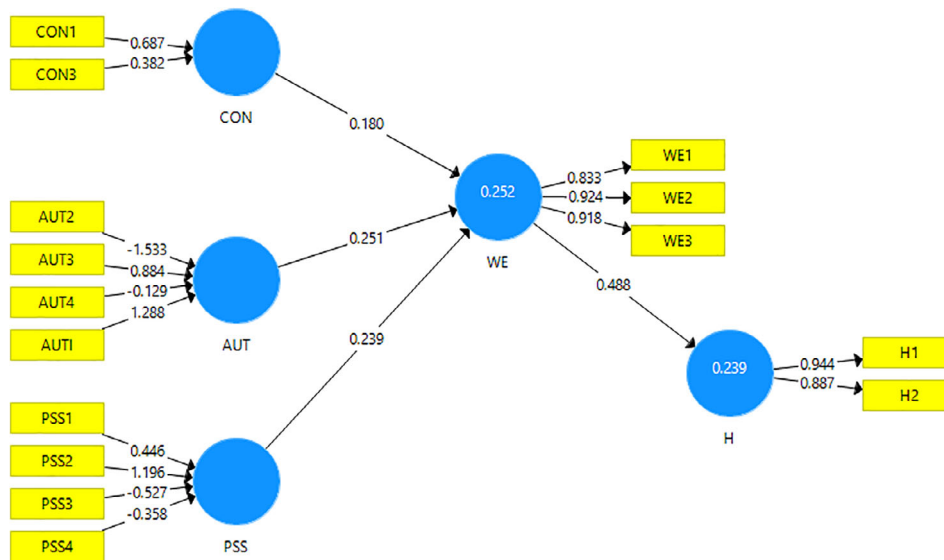 CON1
0.687
CON3
0.382
CON
0.180
AUT2
-1.533
AUT3
0.884
AUT4
-0.129
AUTI
1.288
AUT
0.251
PSS1
0.446
PSS2
1.196
PSS3
-0.527
PSS4
-0.358
PSS
0.239
0.252
WE
0.833
WE1
0.924
WE2
0.918
WE3
0.488
0.239
H
0.944
H1
0.887
H2